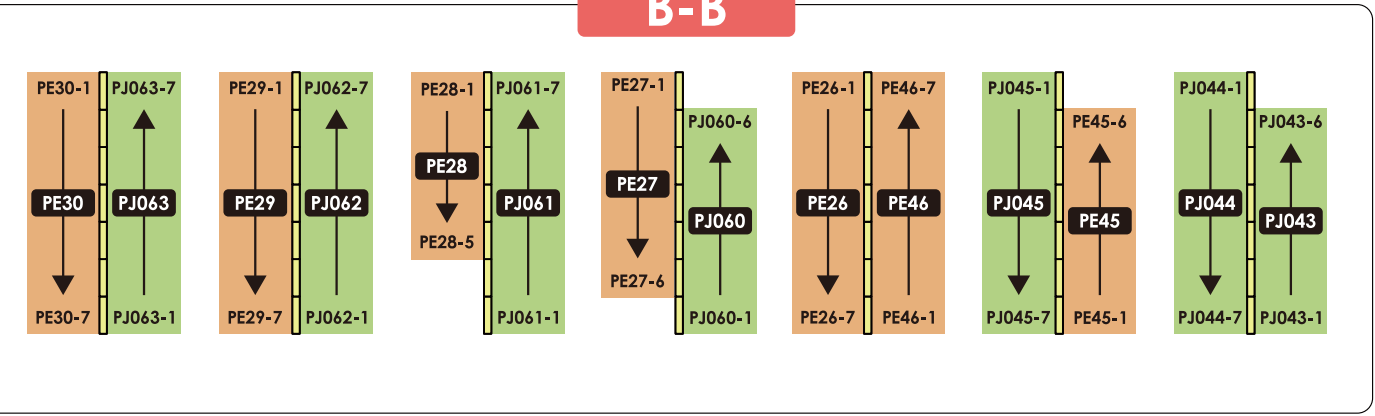 B-B
PE30-1 PJ063-7
PE30 PJ063
PE30-7 PJ063-1
PE29-1 PJ062-7
PE29 PJ062
PE29-7 PJ062-1
PE28-1 PJ061-7
PE28
PJ061
PE28-5
PJ061-1
PE27-1
PJ060-6
PE27
PJ060
PE27-6
PJ060-1
PE26-1 PE46-7
PE26 PE46
PE26-7 PE46-1
PJ045-1
PE45-6
PJ045
PE45
PJ045-7 PE45-1
PJ044-1
PJ043-6
PJ044
PJ043
PJ044-7 PJ043-1